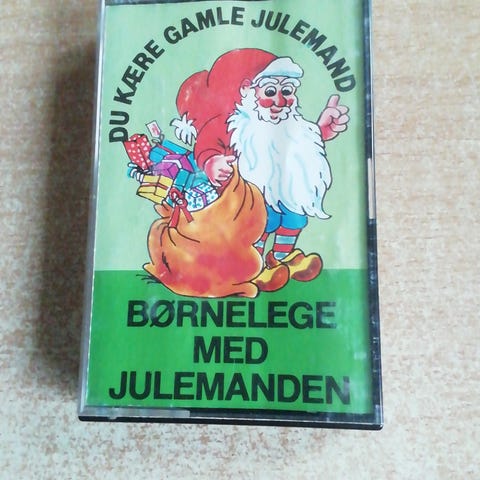 DU KÆRE GAMLE JULEMAND
BØRNELEGE
MED
JULEMANDEN